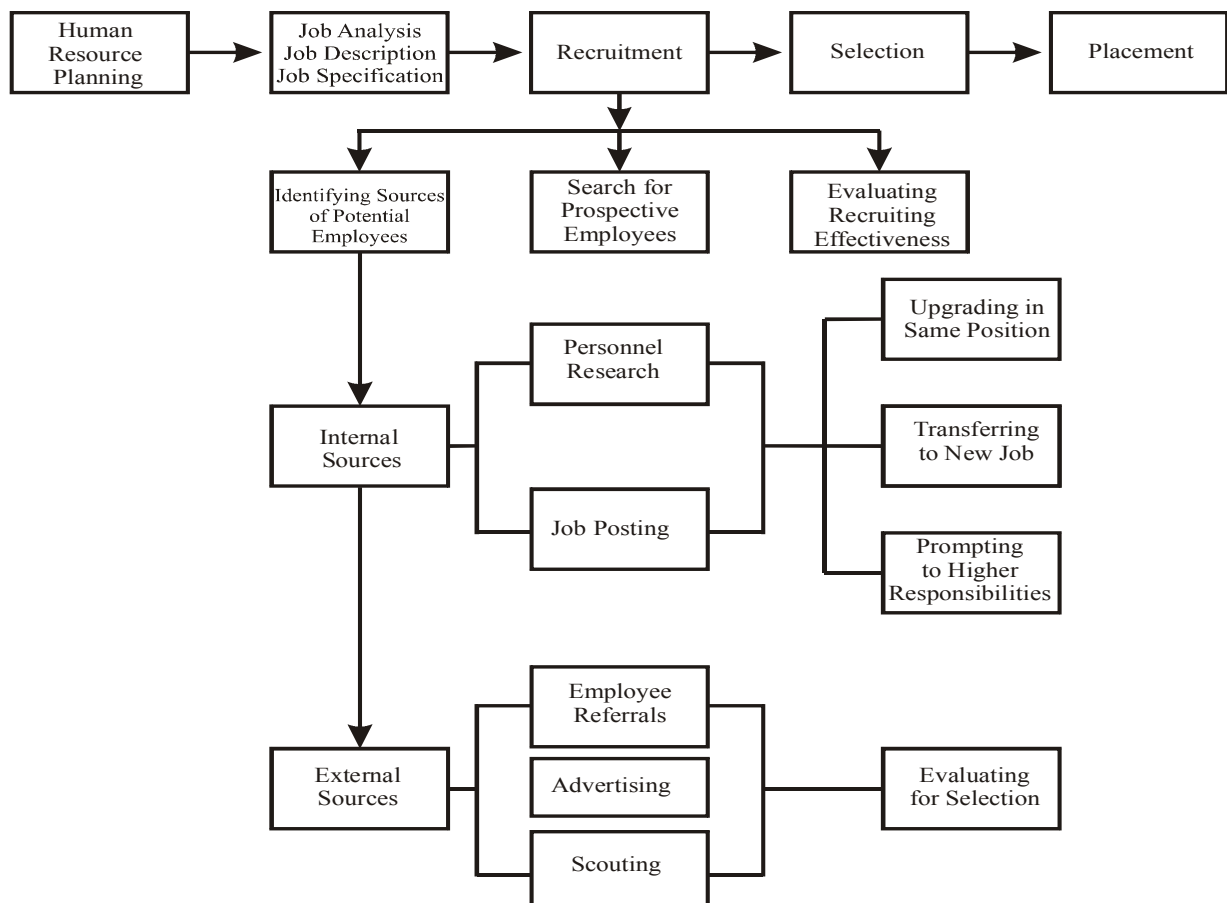 Human
Resource
Planning
Job Analysis
Job Description
Job Specification
Recruitment
Selection
Placement
Identifying Sources
of Potential
Employees
Search for
Prospective
Employees
Evaluating
Recruiting
Effectiveness
Upgrading in
Same Position
Personnel
Research
Internal
Sources
Transferring
to New Job
Job Posting
Prompting
to Higher
Responsibilities
Employee
Referrals
External
Sources
Advertising
Evaluating
for Selection
Scouting